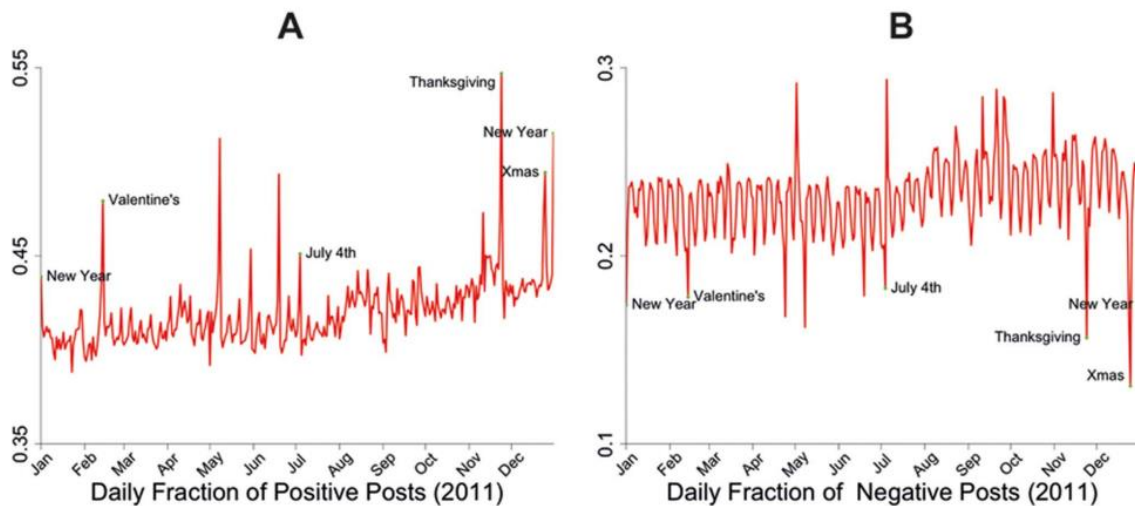 A
0.55
0.45
0.35
Thanksgiving
New Year
Xmas
Valentine's
July 4th
New Year
Jan
Feb
Mar
Apr
May
Jun
Jul
Aug
Sep
Oct
Nov
Dec
Daily Fraction of Positive Posts (2011)
B
0.3
0.2
0.1
New Year
Valentine's
July 4th
New Year
Thanksgiving
Xmas
Jan
Feb
Mar
Apr
May
Jun
Jul
Aug
Sep
Oct
Nov
Dec
Daily Fraction of Negative Posts (2011)